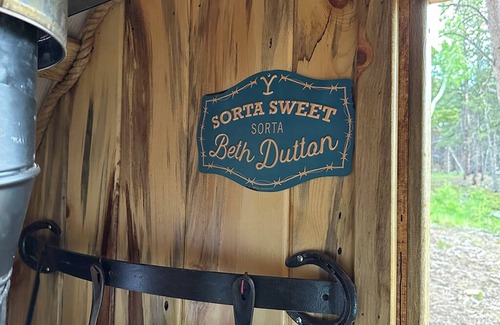 Y
SORTA SWEET
SORTA
Beth Dutton